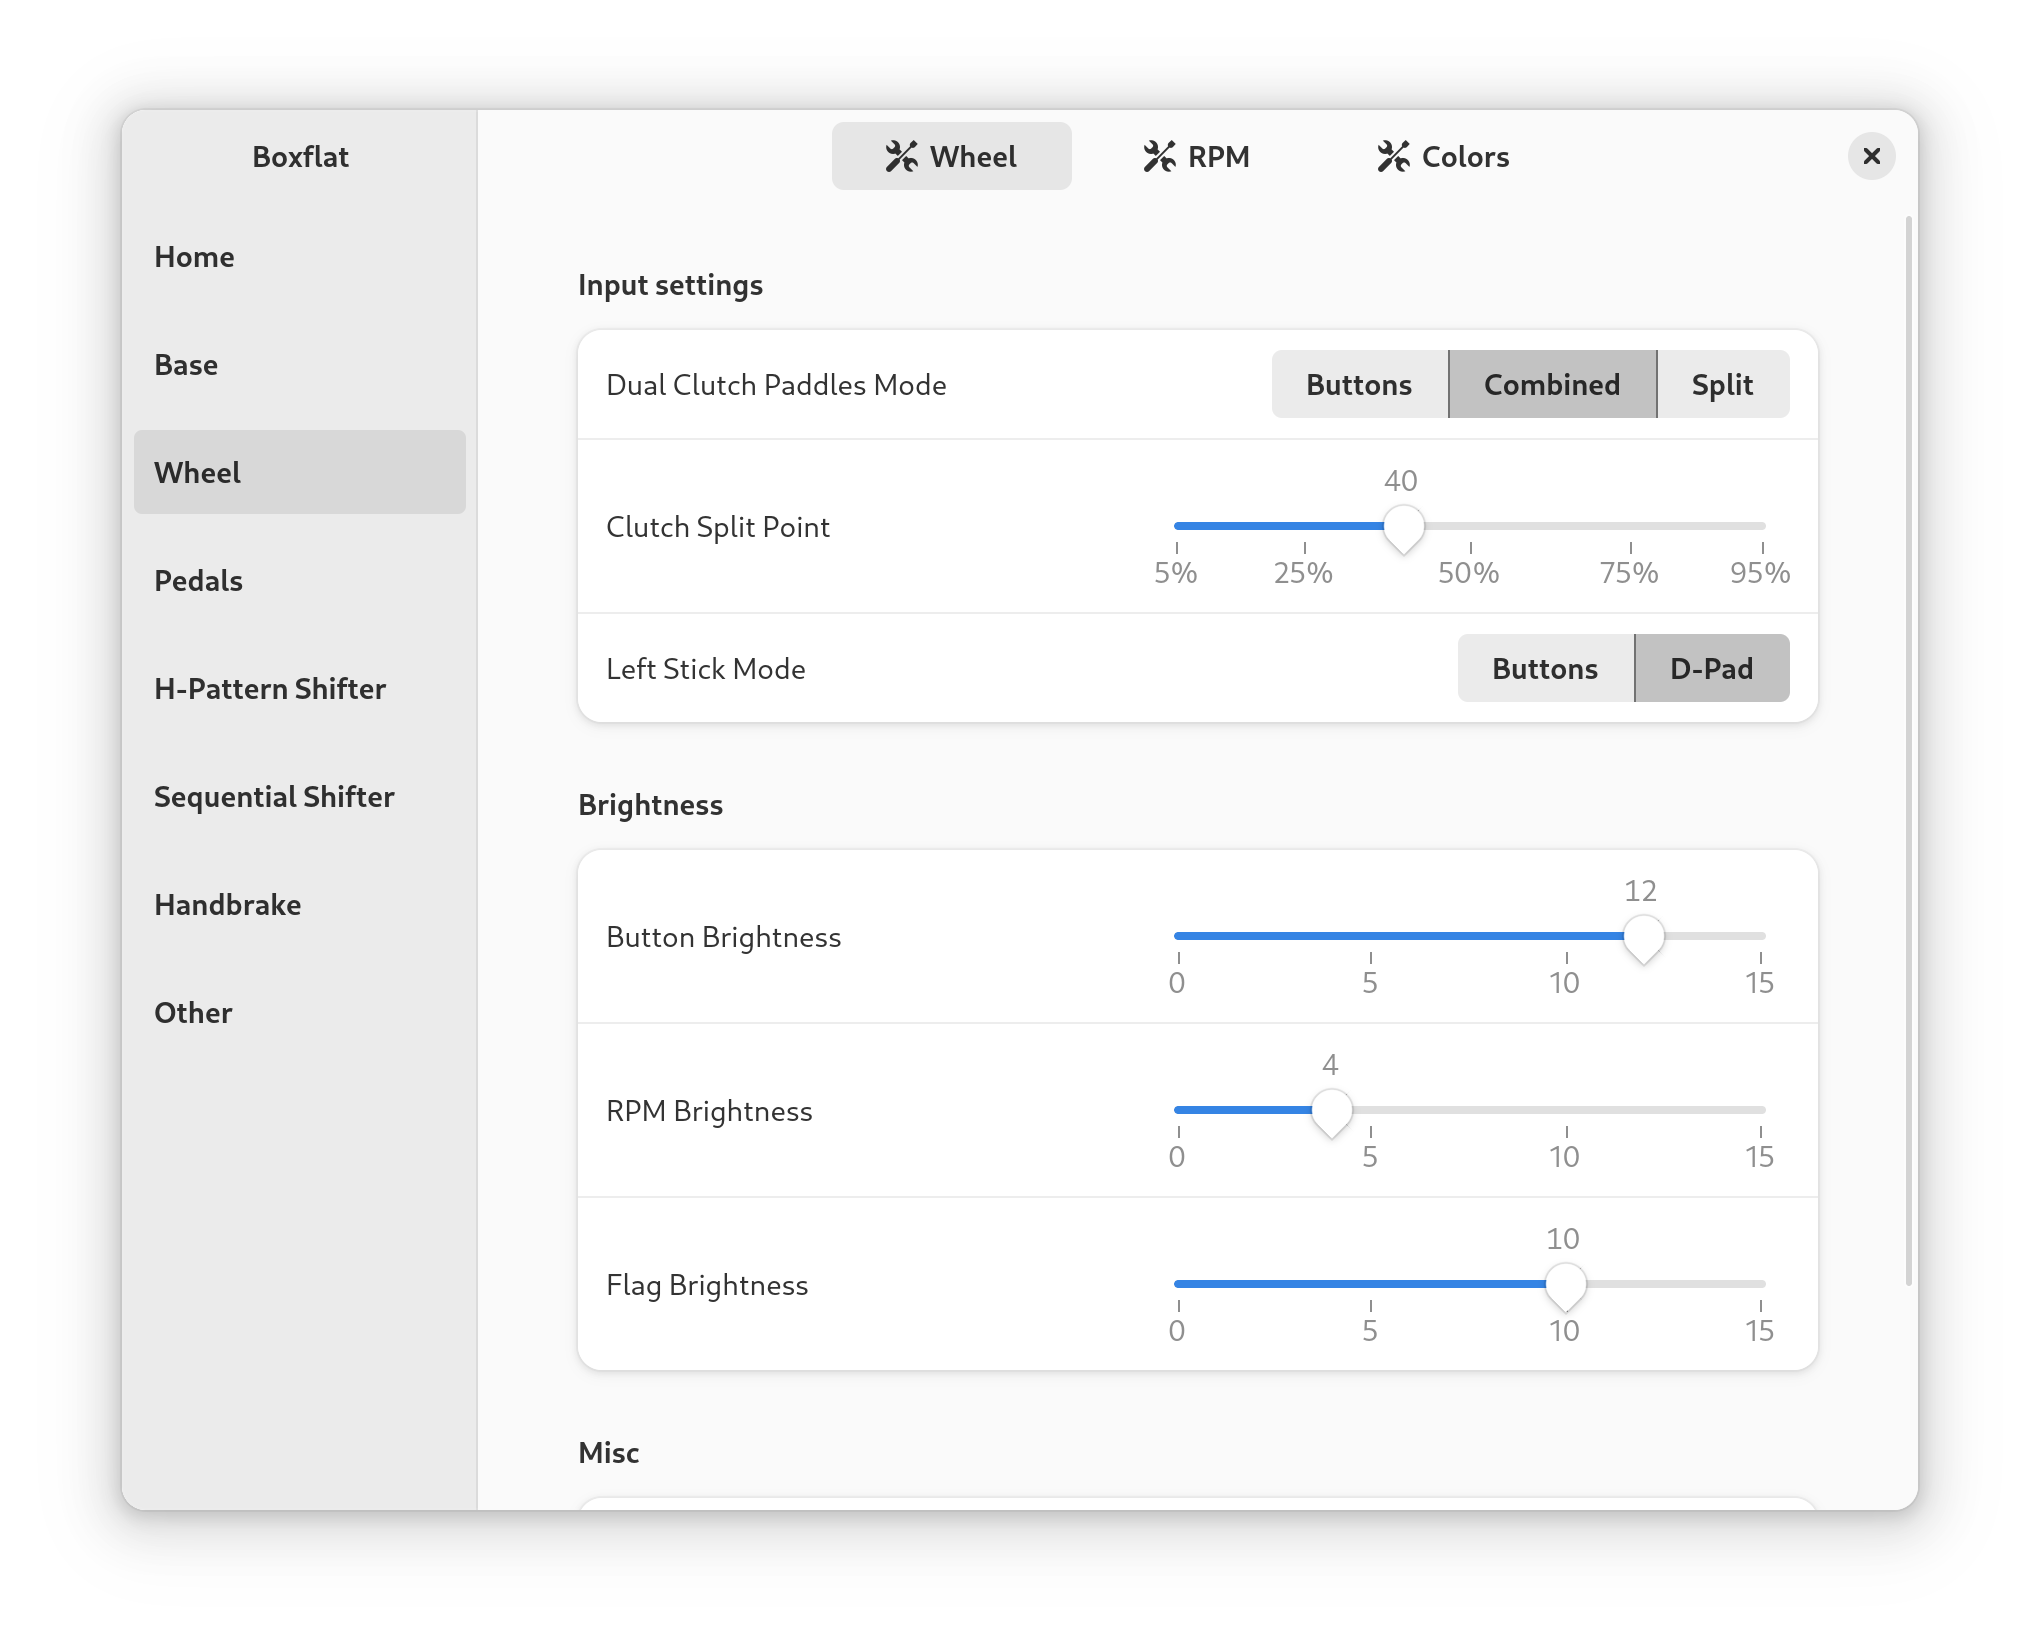 Boxflat
Home
Base
Wheel
Pedals
H-Pattern Shifter
Sequential Shifter
Handbrake
Other
Wheel RPM Colors
Input settings
Dual Clutch Paddles Mode Buttons Combined Split
40
Clutch Split Point
5% 25% 50% 75% 95%
Left Stick Mode Buttons D-Pad
Brightness
12
Button Brightness
0 5 10 15
4
RPM Brightness
0 5 10 15
10
Flag Brightness
0 5 10 15
Misc